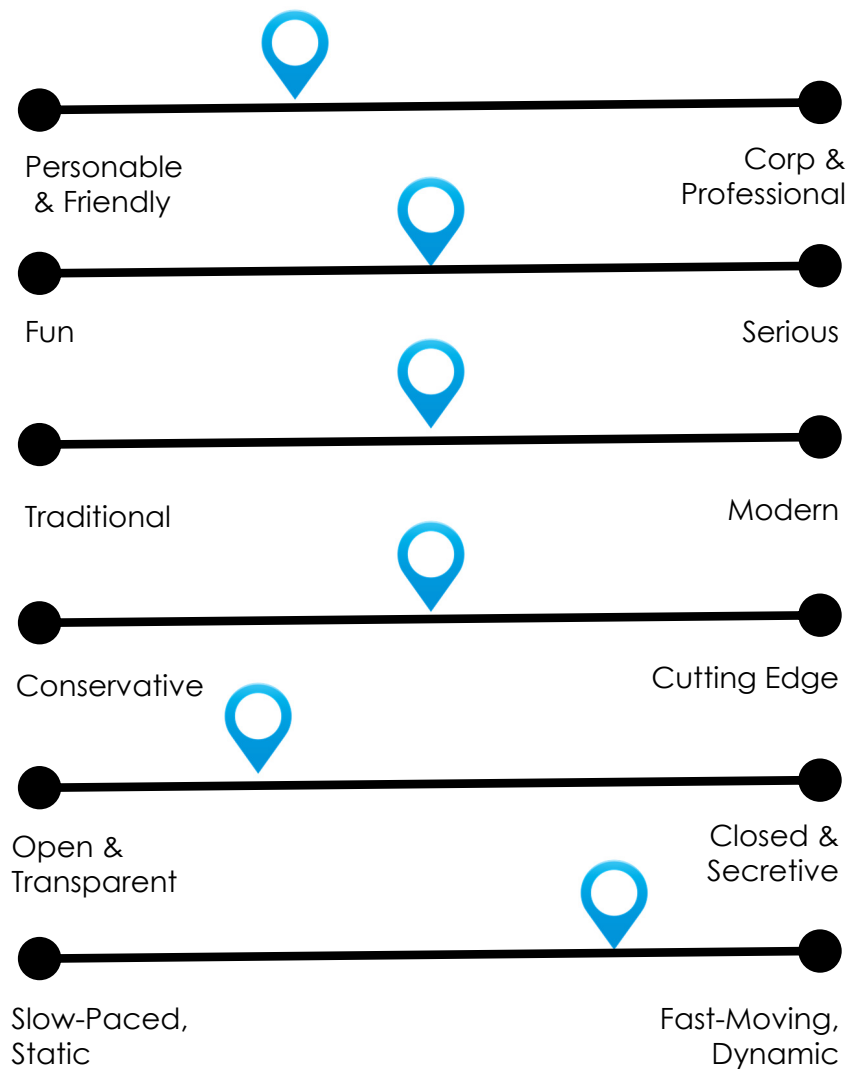 Personable
& Friendly
Corp &
Professional
Fun
Serious
Traditional
Modern
Conservative
Cutting Edge
Open &
Transparent
Closed &
Secretive
Slow-Paced,
Static
Fast-Moving,
Dynamic